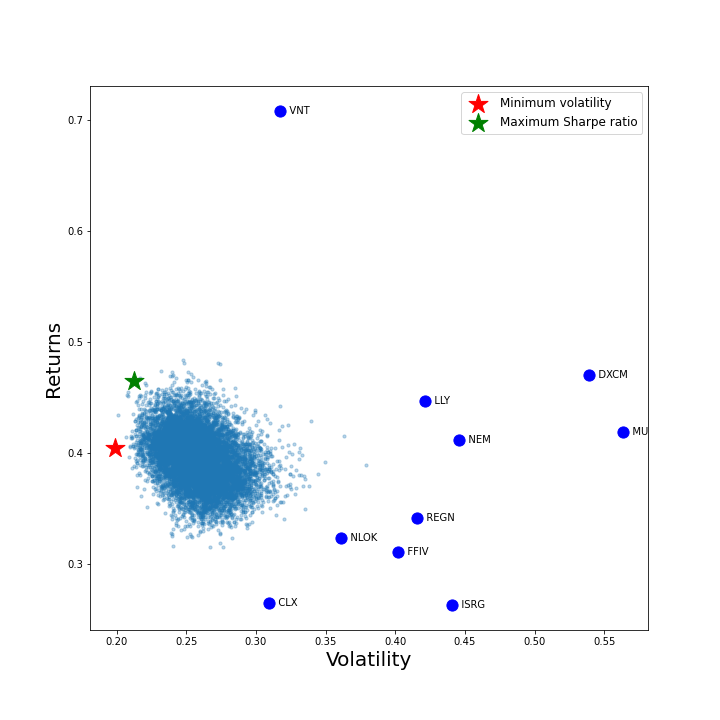 Minimum volatility
Maximum Sharpe ratio
VNT
DXCM
LLY
MU
NEM
REGN
NLOK
FFIV
CLX
ISRG
Returns
0.7
0.6
0.5
0.4
0.3
0.20 0.25 0.30 0.35 0.40 0.45 0.50 0.55
Volatility